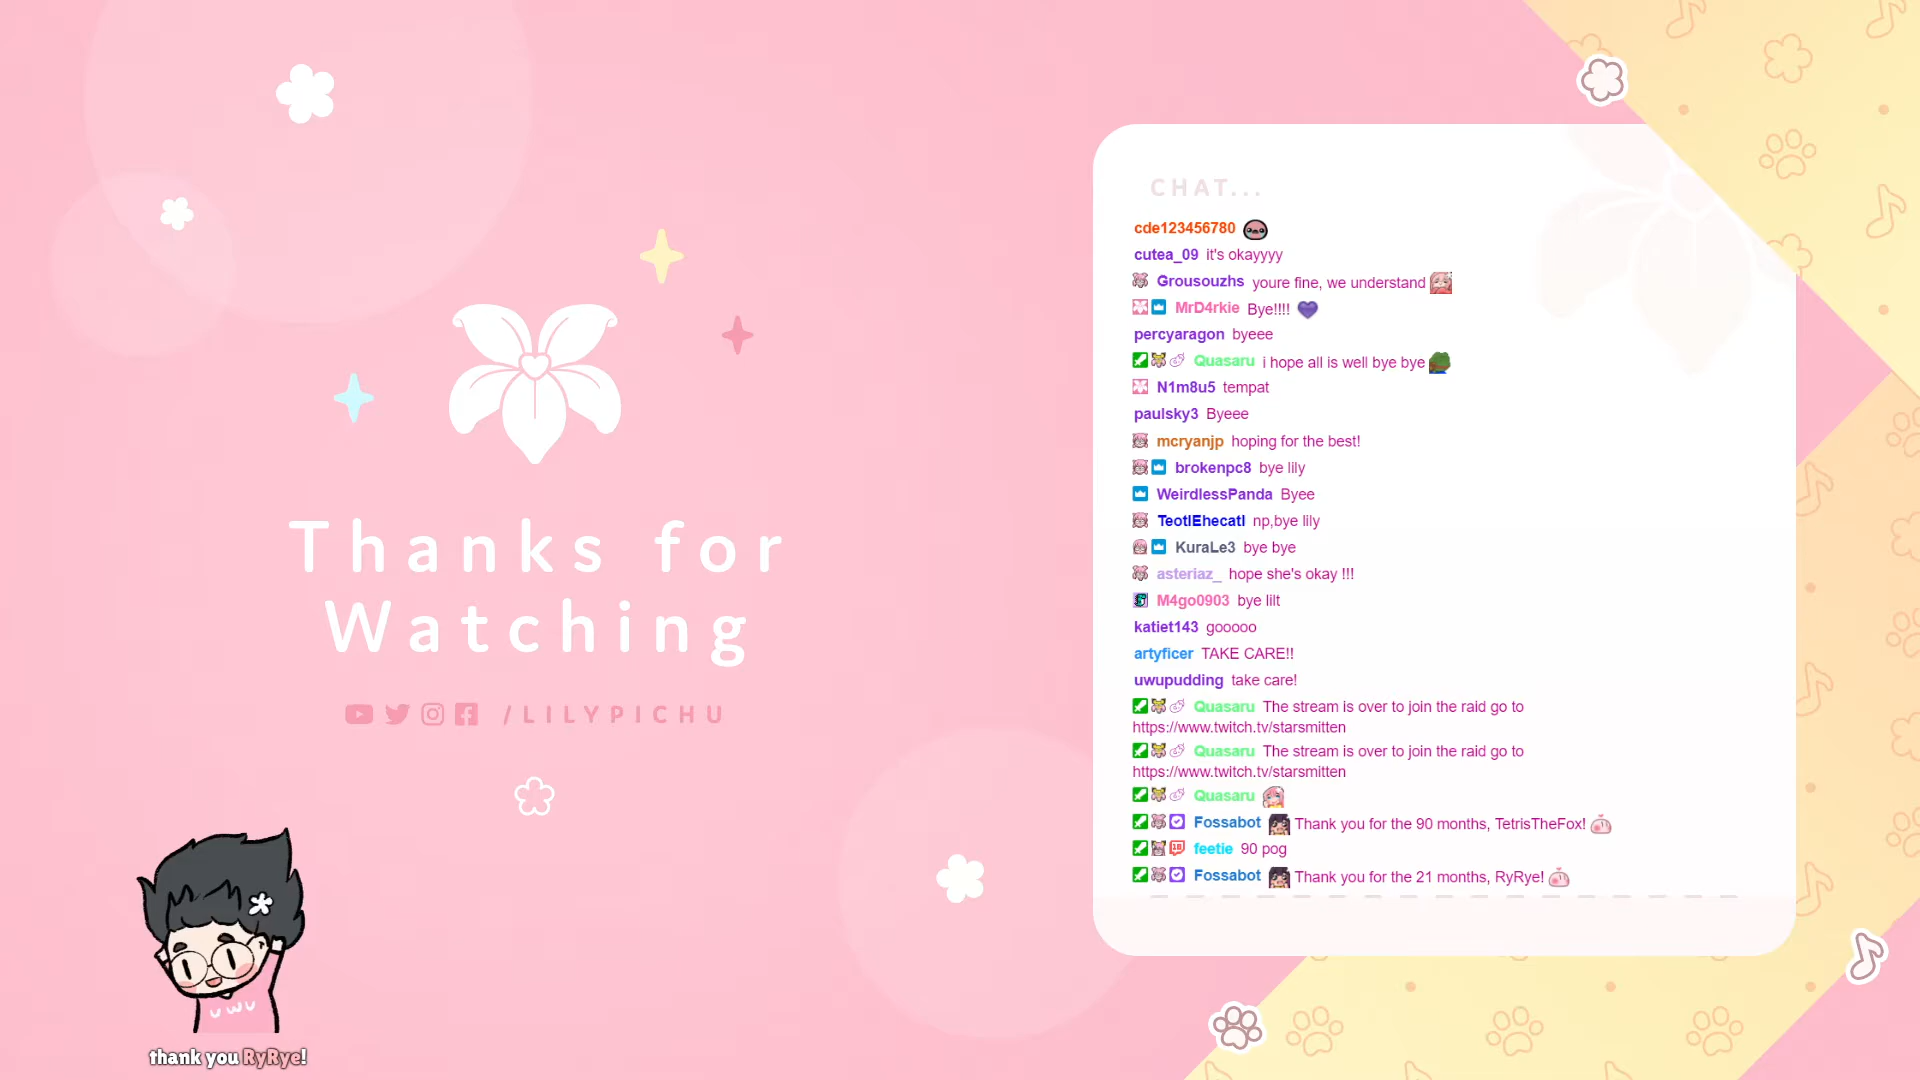 Thanks for
Watching
/LILYPICHU
uwu
thank you RyRye!
CHAT...
cde123456780
cutea_09 it's okayyyy
Grousouzhs youre fine, we understand
MrD4rkie Bye!!!!
percyaragon byeee
Quasaru i hope all is well bye bye
N1m8u5 tempat
paulsky3 Byeee
mcryanjp hoping for the best!
brokenpc8 bye lily
WeirdlessPanda Byee
TeotlEhecatl np,bye lily
KuraLe3 bye bye
asteriaz_ hope she's okay !!!
M4go0903 bye lilt
katiet143 gooooo
artyficer TAKE CARE!!
uwupudding take care!
Quasaru The stream is over to join the raid go to
https://www.twitch.tv/starsmitten
Quasaru The stream is over to join the raid go to
https://www.twitch.tv/starsmitten
Quasaru
Fossabot Thank you for the 90 months, TetrisTheFox!
feetie 90 pog
Fossabot Thank you for the 21 months, RyRye!